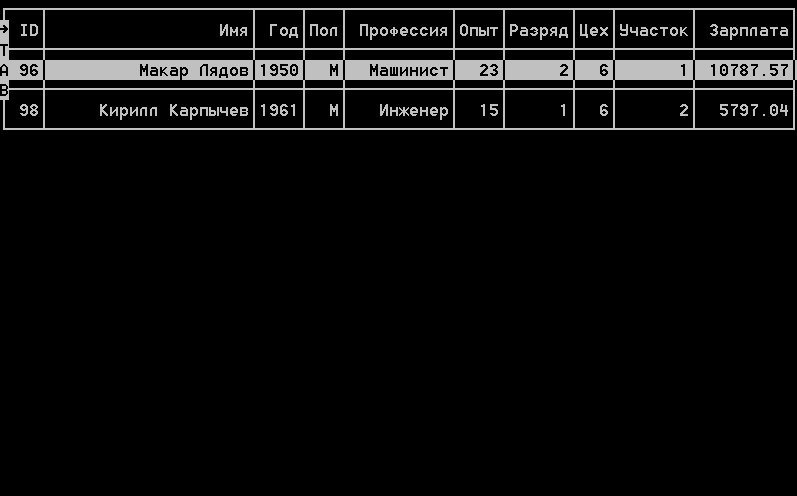 → ID Имя Год Пол Профессия Опыт Разряд Цех Участок Зарплата
T
A 96 Макар Лядов 1950 М Машинист 23 2 6 1 10787.57
B
98 Кирилл Карпычев 1961 М Инженер 15 1 6 2 5797.04